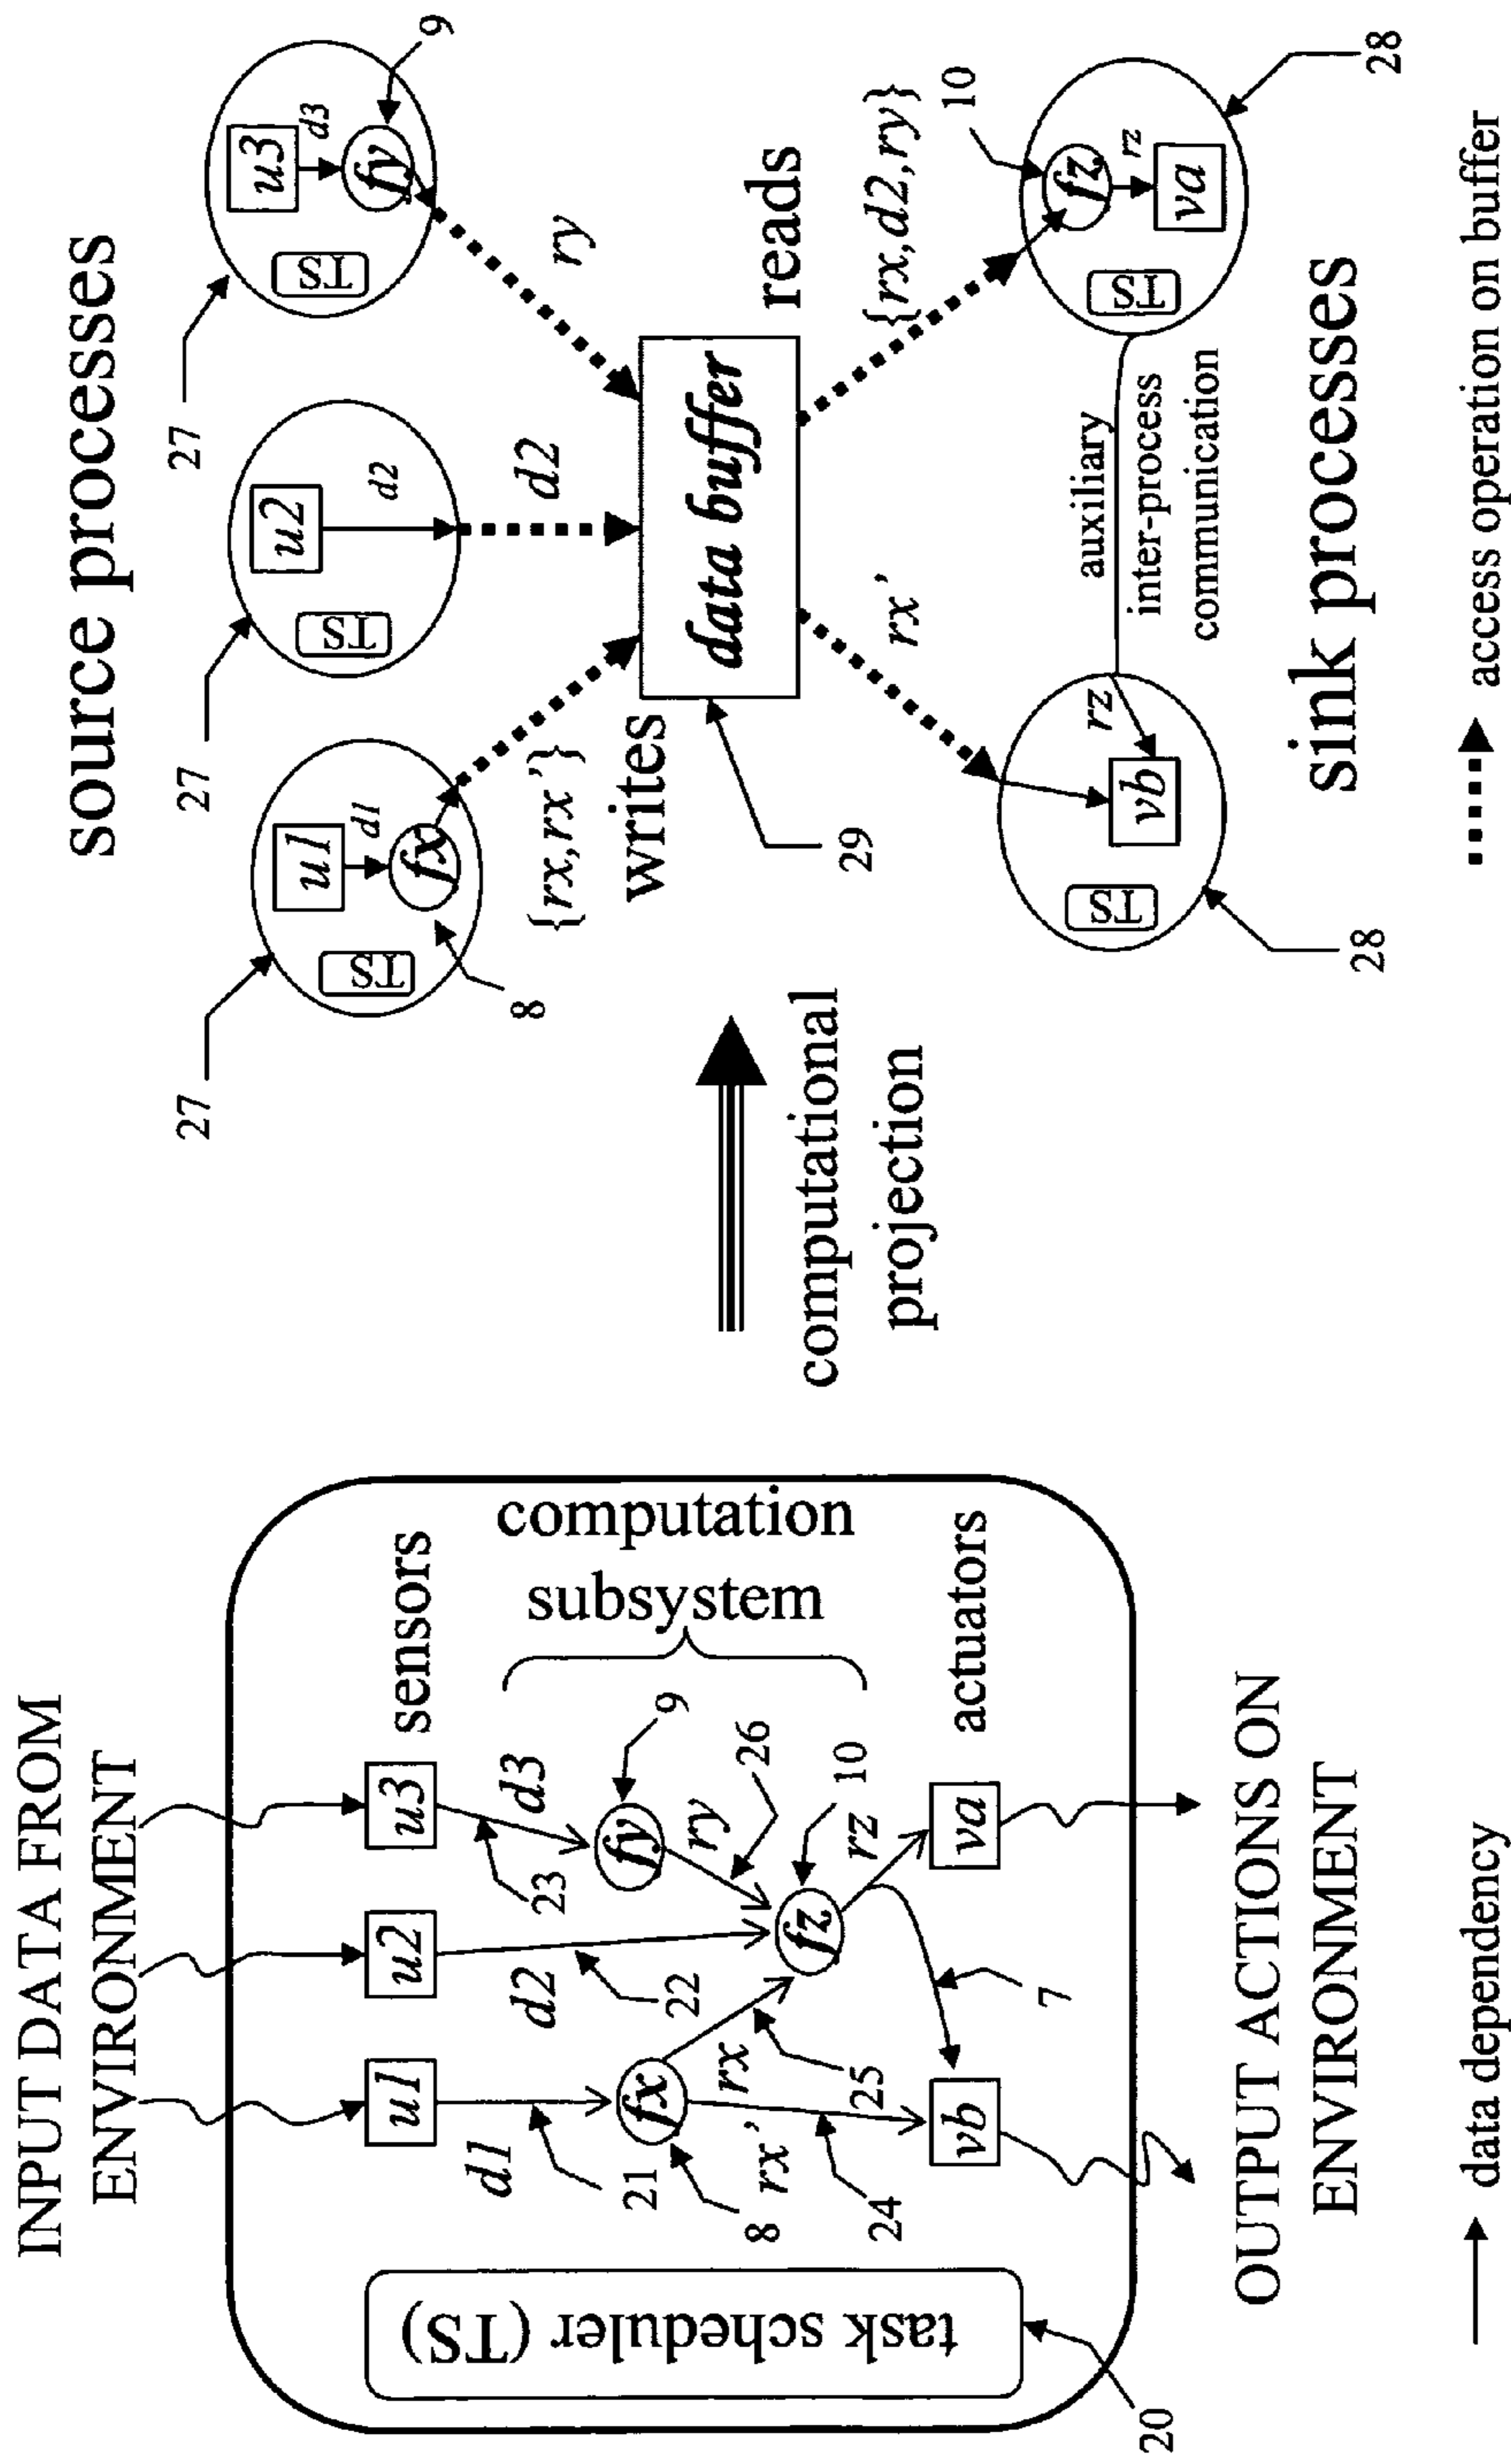 INPUT DATA FROM
ENVIRONMENT
sensors
u1
u2
u3
d1
d2
d3
21
22
23
fx
fy
8
9
computation
subsystem
rx'
rx
ry
24
25
26
fz
10
rz
7
vb
va
actuators
task scheduler (TS)
20
OUTPUT ACTIONS ON
ENVIRONMENT
data dependency
computational
projection
source processes
27
TS
u1
d1
fx
8
27
TS
u2
d2
27
TS
u3
d3
fy
9
{rx,rx'}
d2
ry
writes
data buffer
29
reads
rx'
{rx,d2,ry}
TS
vb
rz
28
auxiliary
inter-process
communication
TS
10
fz
rz
va
28
sink processes
access operation on buffer